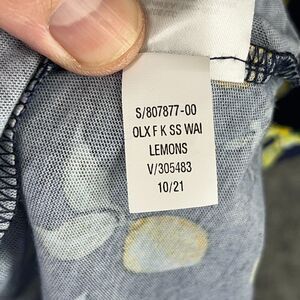 S/807877-00
OLX F K SS WAI
LEMONS
V/305483
10/21